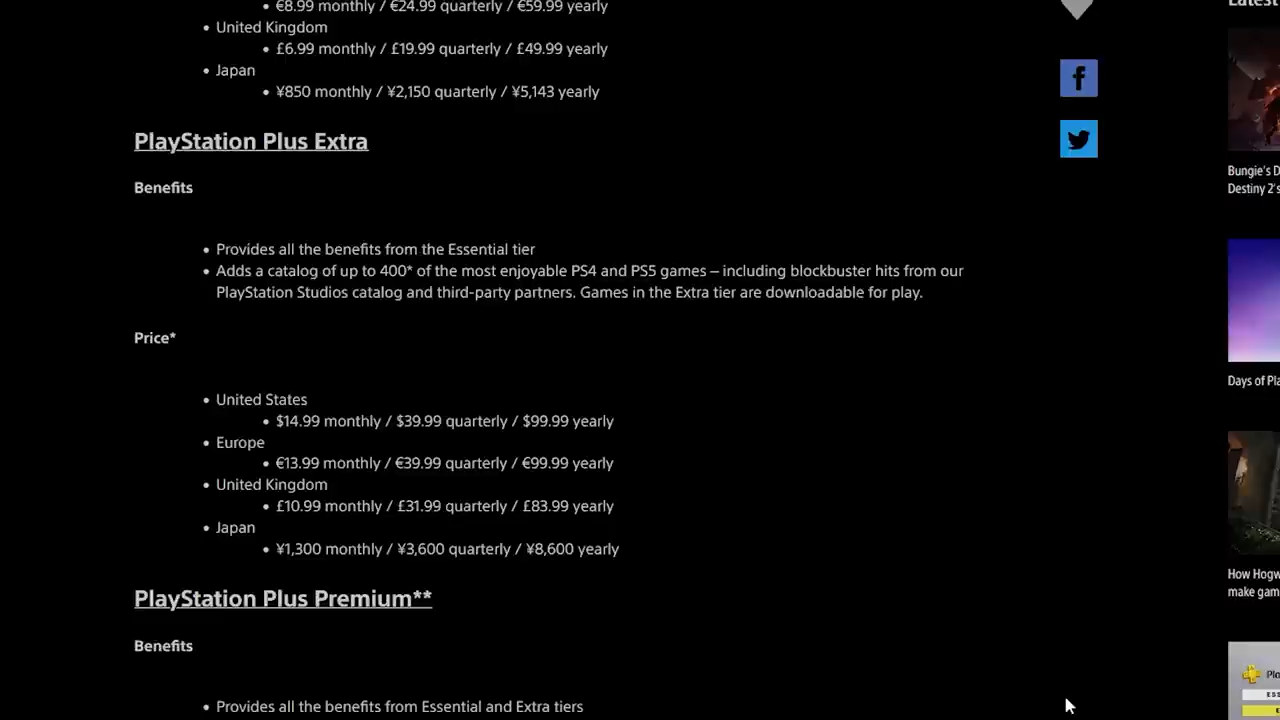 €8.99 monthly / €24.99 quarterly / €59.99 yearly
United Kingdom
£6.99 monthly / £19.99 quarterly / £49.99 yearly
Japan
¥850 monthly / ¥2,150 quarterly / ¥5,143 yearly
PlayStation Plus Extra
Benefits
Provides all the benefits from the Essential tier
Adds a catalog of up to 400* of the most enjoyable PS4 and PS5 games – including blockbuster hits from our
PlayStation Studios catalog and third-party partners. Games in the Extra tier are downloadable for play.
Price*
United States
$14.99 monthly / $39.99 quarterly / $99.99 yearly
Europe
€13.99 monthly / €39.99 quarterly / €99.99 yearly
United Kingdom
£10.99 monthly / £31.99 quarterly / £83.99 yearly
Japan
¥1,300 monthly / ¥3,600 quarterly / ¥8,600 yearly
PlayStation Plus Premium**
Benefits
Provides all the benefits from Essential and Extra tiers
Latest
Bungie's D
Destiny 2's
Days of Pla
How Hogw
make gam